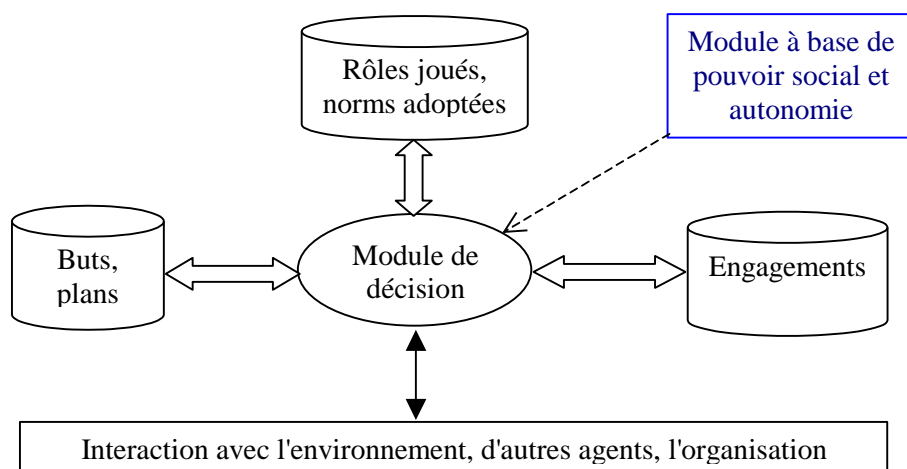 Rôles joués,
norms adoptées
Module à base de
pouvoir social et
autonomie
Buts,
plans
Module de
décision
Engagements
Interaction avec l'environnement, d'autres agents, l'organisation